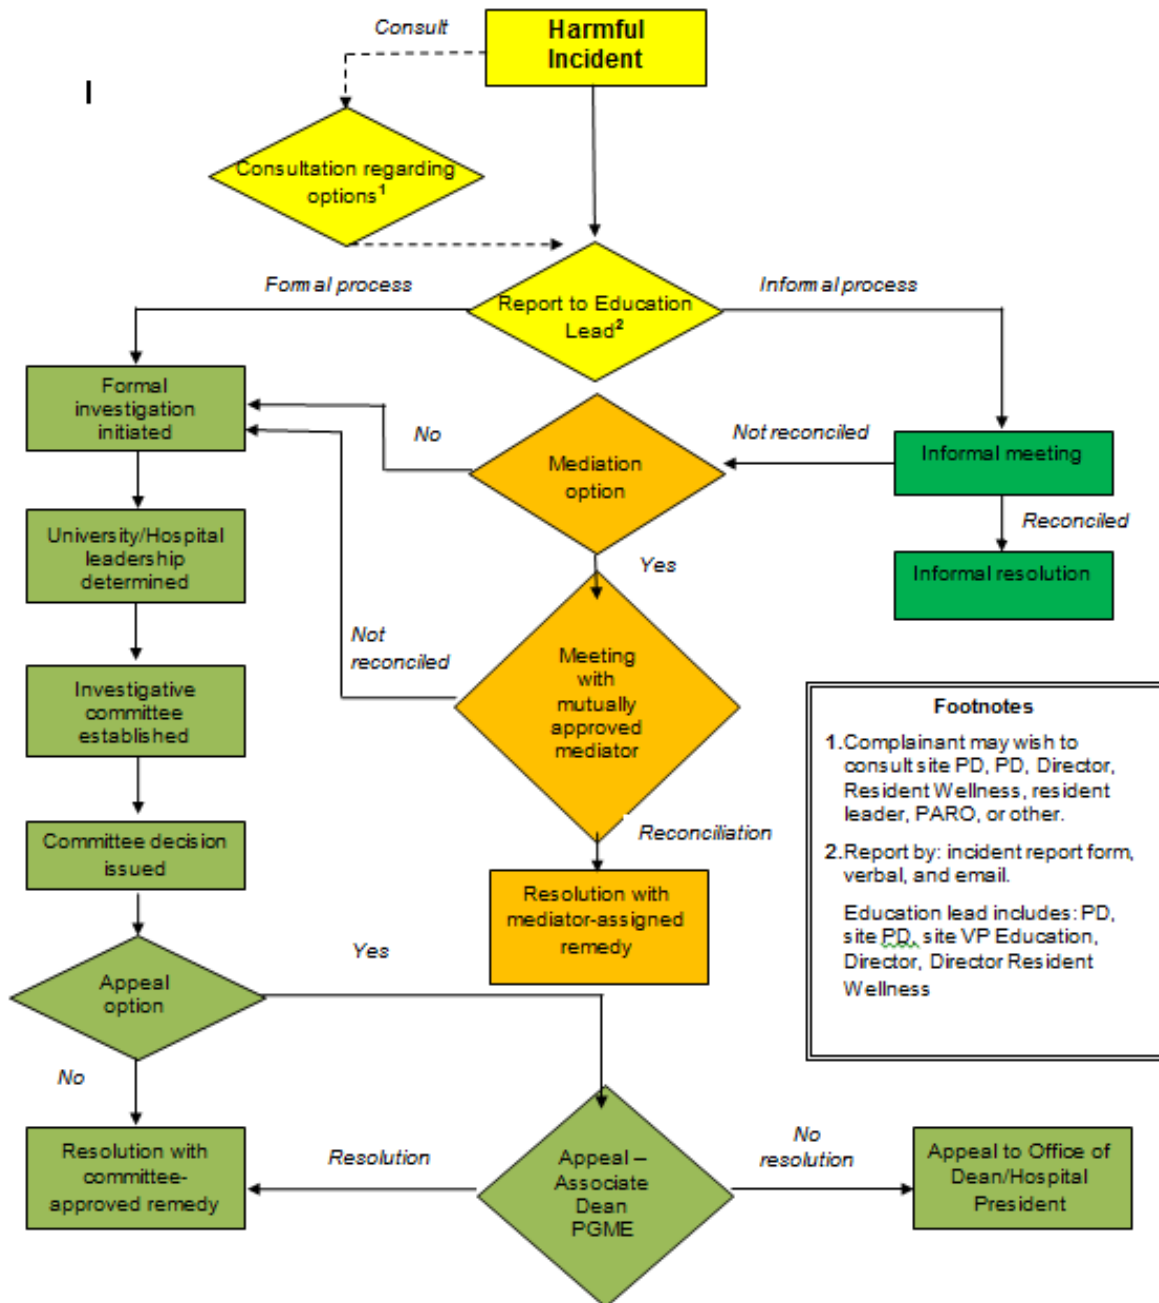 Consult
Harmful
Incident
I
Consultation regarding
options¹
Formal process
Informal process
Report to Education
Lead²
Formal
investigation
initiated
No
Not reconciled
Mediation
option
Informal meeting
Reconciled
University/Hospital
leadership
determined
Yes
Informal resolution
Not
reconciled
Meeting
with
mutually
approved
mediator
Investigative
committee
established
Footnotes
1.Complainant may wish to
consult site PD, PD, Director,
Resident Wellness, resident
leader, PARO, or other.
2.Report by: incident report form,
verbal, and email.
Education lead includes: PD,
site PD, site VP Education,
Director, Director Resident
Wellness
Committee decision
issued
Reconciliation
Resolution with
mediator-assigned
remedy
Yes
Appeal
option
No
Resolution with
committee-
approved remedy
Resolution
Appeal –
Associate
Dean
PGME
No
resolution
Appeal to Office of
Dean/Hospital
President